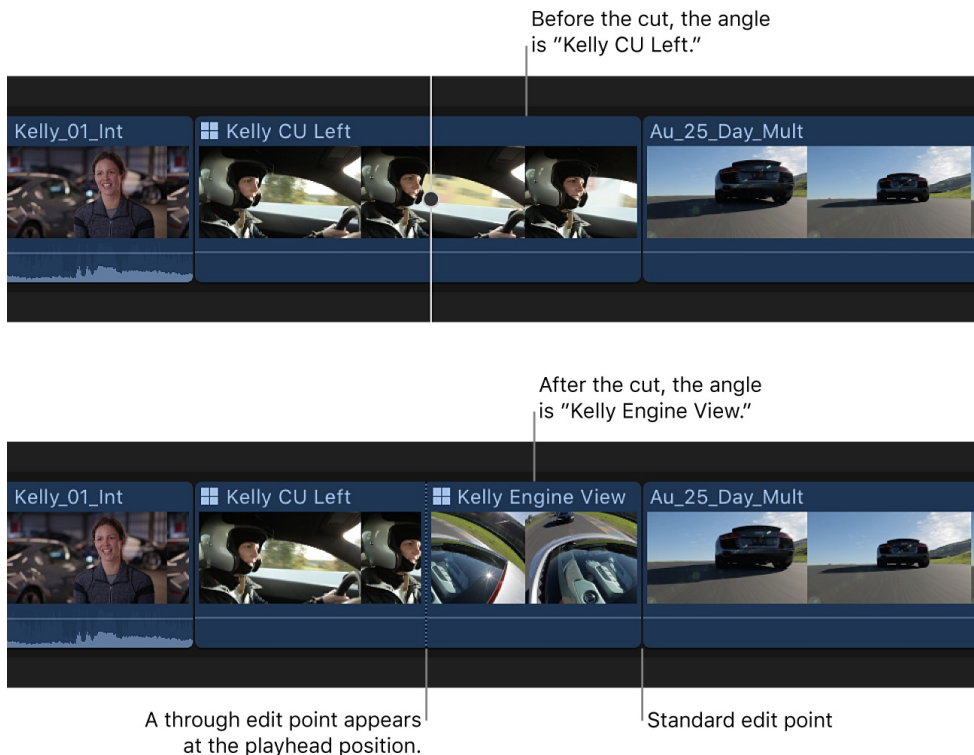 Before the cut, the angle
is ”Kelly CU Left.”
Kelly_01_Int
Kelly CU Left
Au_25_Day_Mult
After the cut, the angle
is ”Kelly Engine View.”
Kelly_01_Int
Kelly CU Left
Kelly Engine View
Au_25_Day_Mult
A through edit point appears
at the playhead position.
Standard edit point